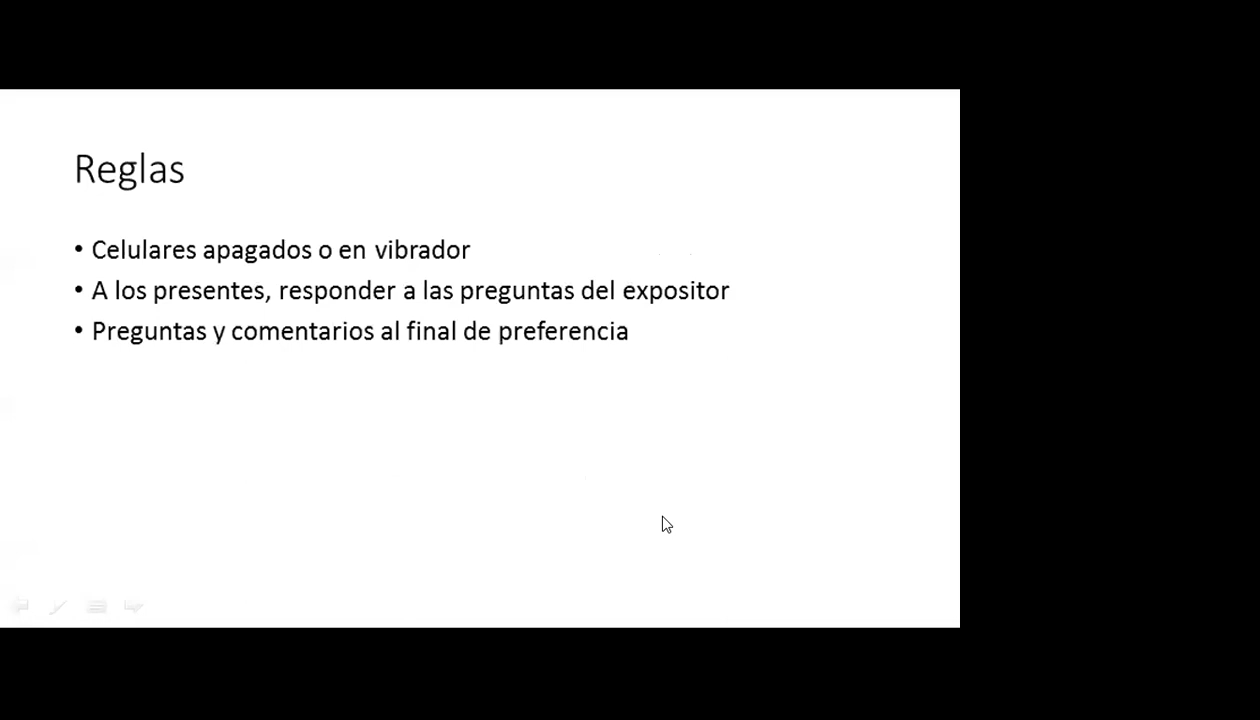 Reglas
• Celulares apagados o en vibrador
• A los presentes, responder a las preguntas del expositor
• Preguntas y comentarios al final de preferencia